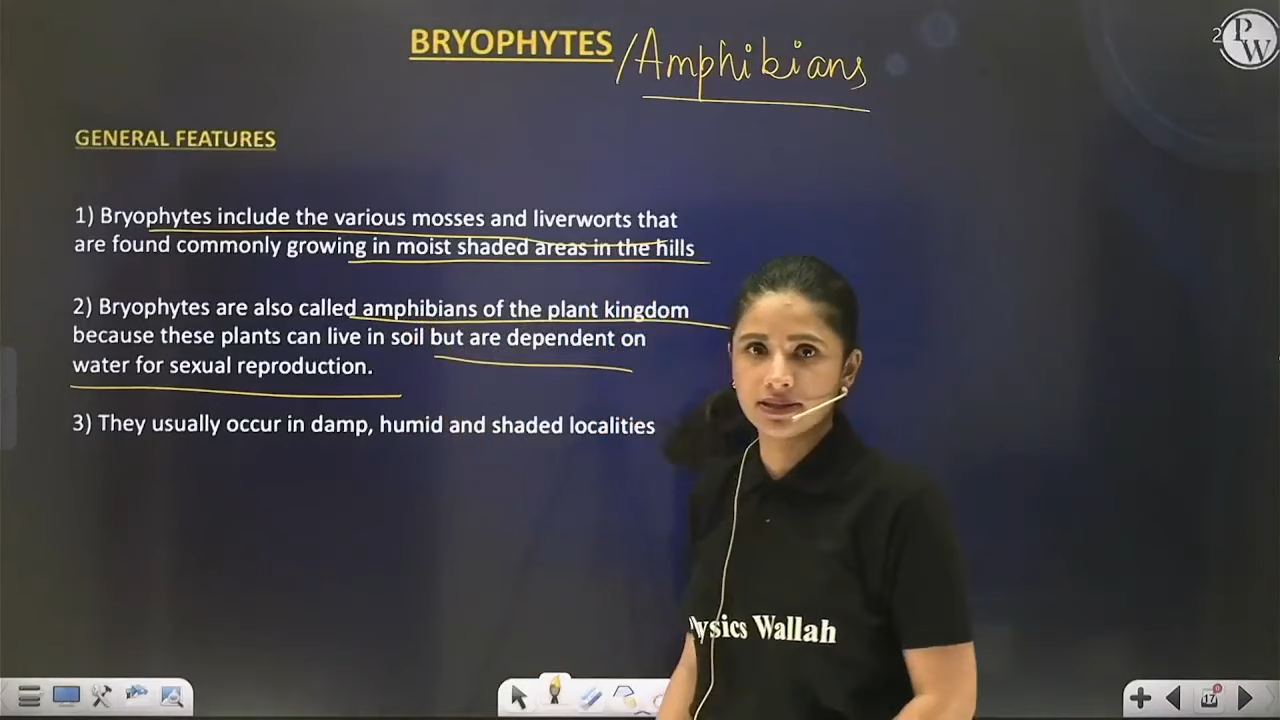 BRYOPHYTES /Amphibians
2
PW
GENERAL FEATURES
1) Bryophytes include the various mosses and liverworts that
are found commonly growing in moist shaded areas in the hills
2) Bryophytes are also called amphibians of the plant kingdom
because these plants can live in soil but are dependent on
water for sexual reproduction.
3) They usually occur in damp, humid and shaded localities
ysics Wallah
17